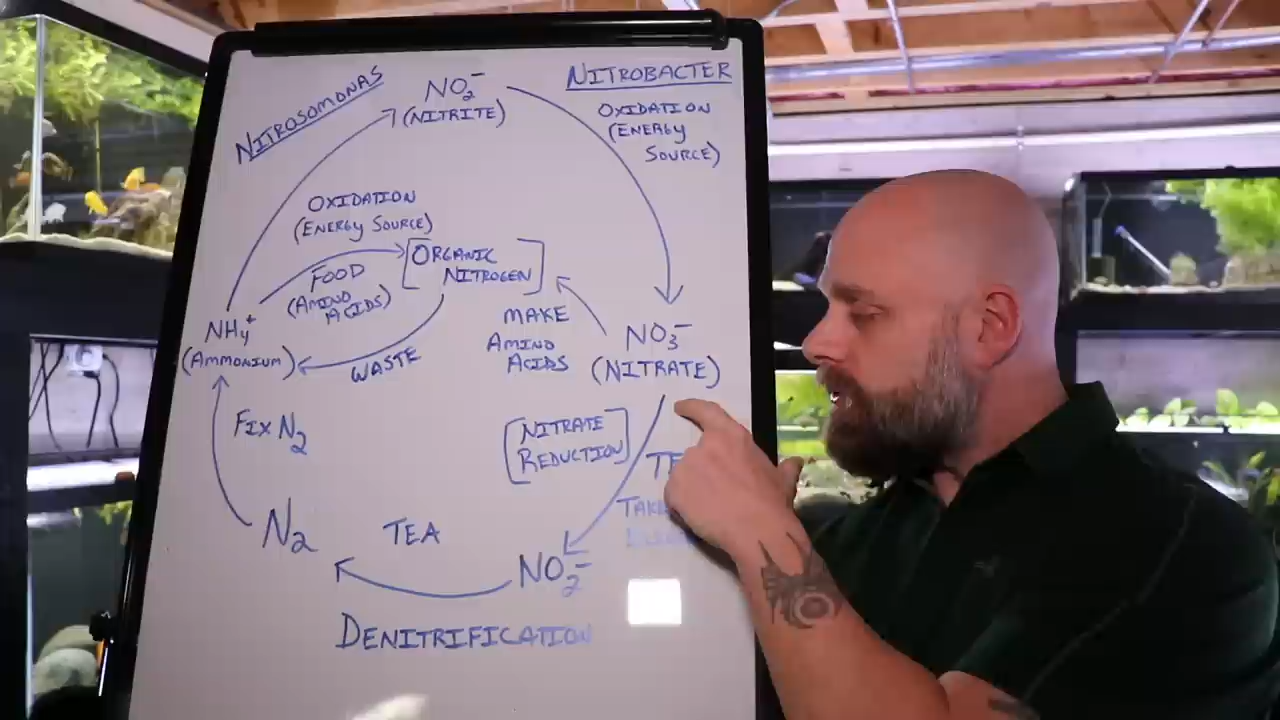 NITROSOMONAS
NO₂⁻
(NITRITE)
NITROBACTER
OXIDATION
(ENERGY
SOURCE)
OXIDATION
(ENERGY SOURCE)
[ORGANIC
NITROGEN]
FOOD
(AMINO
ACIDS)
NH₄⁺
(AMMONIUM)
WASTE
MAKE
AMINO
ACIDS
NO₃⁻
(NITRATE)
[NITRATE
REDUCTION]
FIX N₂
N₂
TEA
NO₂⁻
DENITRIFICATION